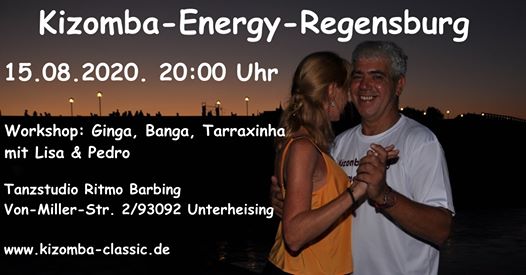 Kizomba-Energy-Regensburg
15.08.2020. 20:00 Uhr
Workshop: Ginga, Banga, Tarraxinha
mit Lisa & Pedro
Kizomba-
Tanzstudio Ritmo Barbing
Von-Miller-Str. 2/93092 Unterheising
www.kizomba-classic.de